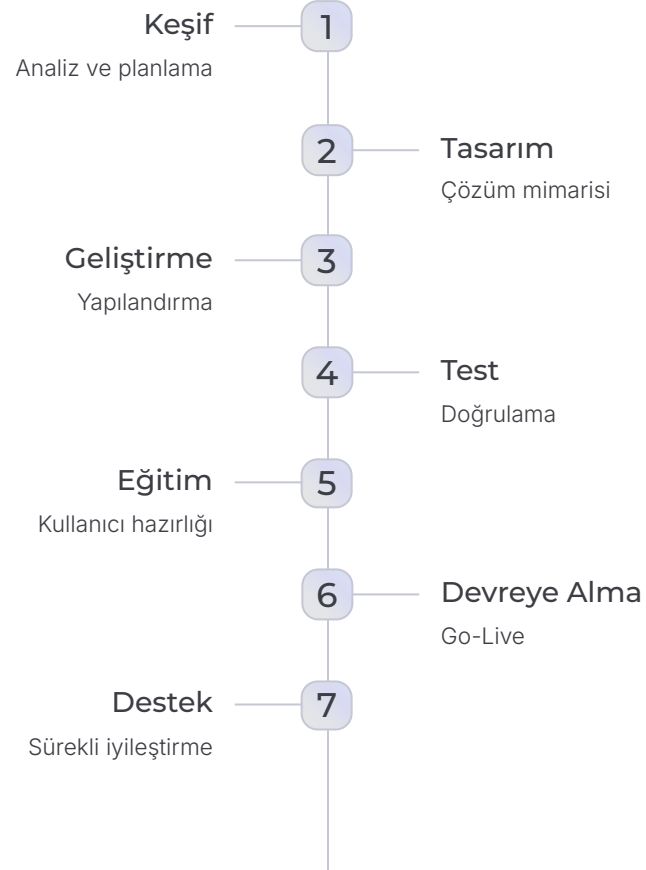 Keşif
1
Analiz ve planlama
2
Tasarım
Çözüm mimarisi
Geliştirme
3
Yapılandırma
4
Test
Doğrulama
Eğitim
5
Kullanıcı hazırlığı
6
Devreye Alma
Go-Live
Destek
7
Sürekli iyileştirme